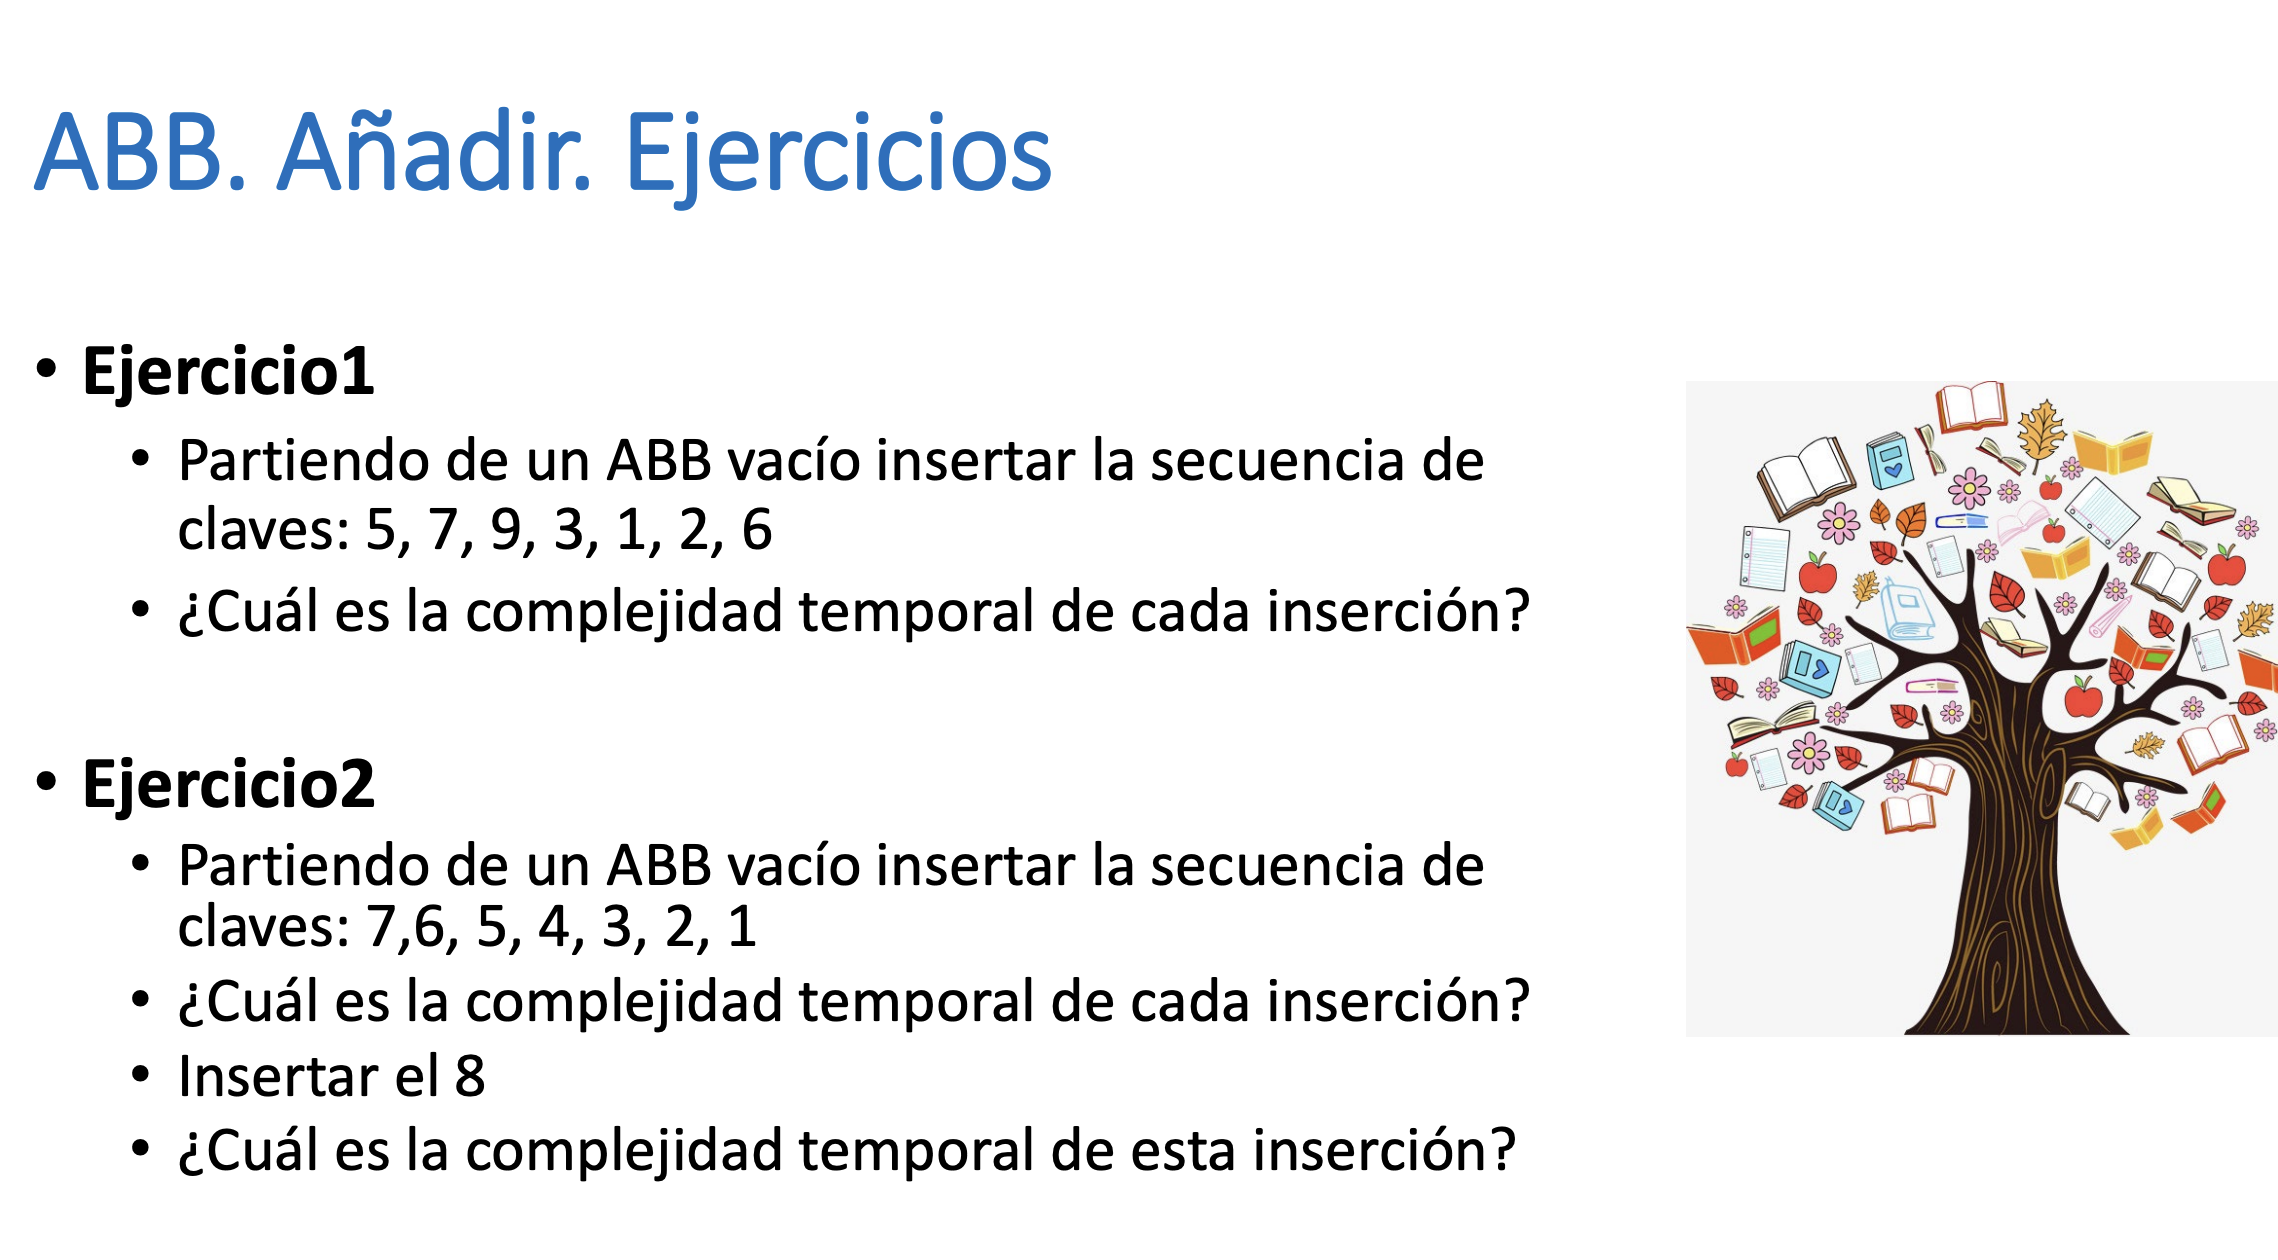 ABB. Añadir. Ejercicios
• Ejercicio1
• Partiendo de un ABB vacío insertar la secuencia de
claves: 5, 7, 9, 3, 1, 2, 6
• ¿Cuál es la complejidad temporal de cada inserción?
• Ejercicio2
• Partiendo de un ABB vacío insertar la secuencia de
claves: 7,6, 5, 4, 3, 2, 1
• ¿Cuál es la complejidad temporal de cada inserción?
• Insertar el 8
• ¿Cuál es la complejidad temporal de esta inserción?